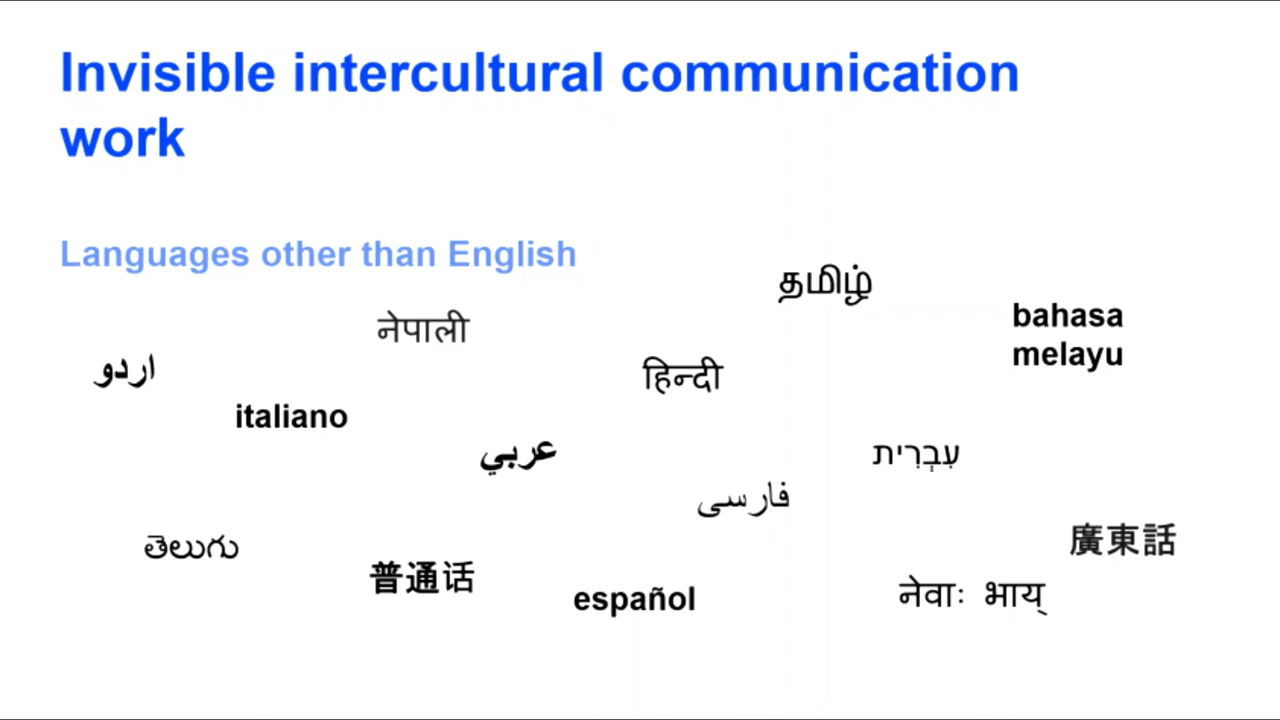 Invisible intercultural communication
work
Languages other than English
தமிழ்
bahasa
melayu
नेपाली
اردو
हिन्दी
italiano
عربي
עִבְרִית
فارسی
తెలుగు
廣東話
普通话
español
नेवाः भाय्